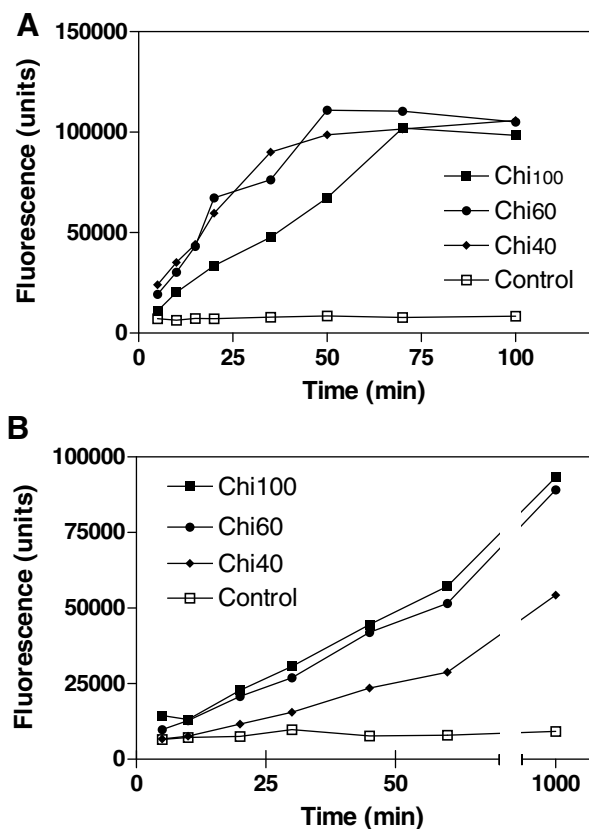 A
Fluorescence (units)
150000
100000
50000
0
Chi100
Chi60
Chi40
Control
0 25 50 75 100
Time (min)
B
Fluorescence (units)
100000
75000
50000
25000
0
Chi100
Chi60
Chi40
Control
0 25 50 1000
Time (min)